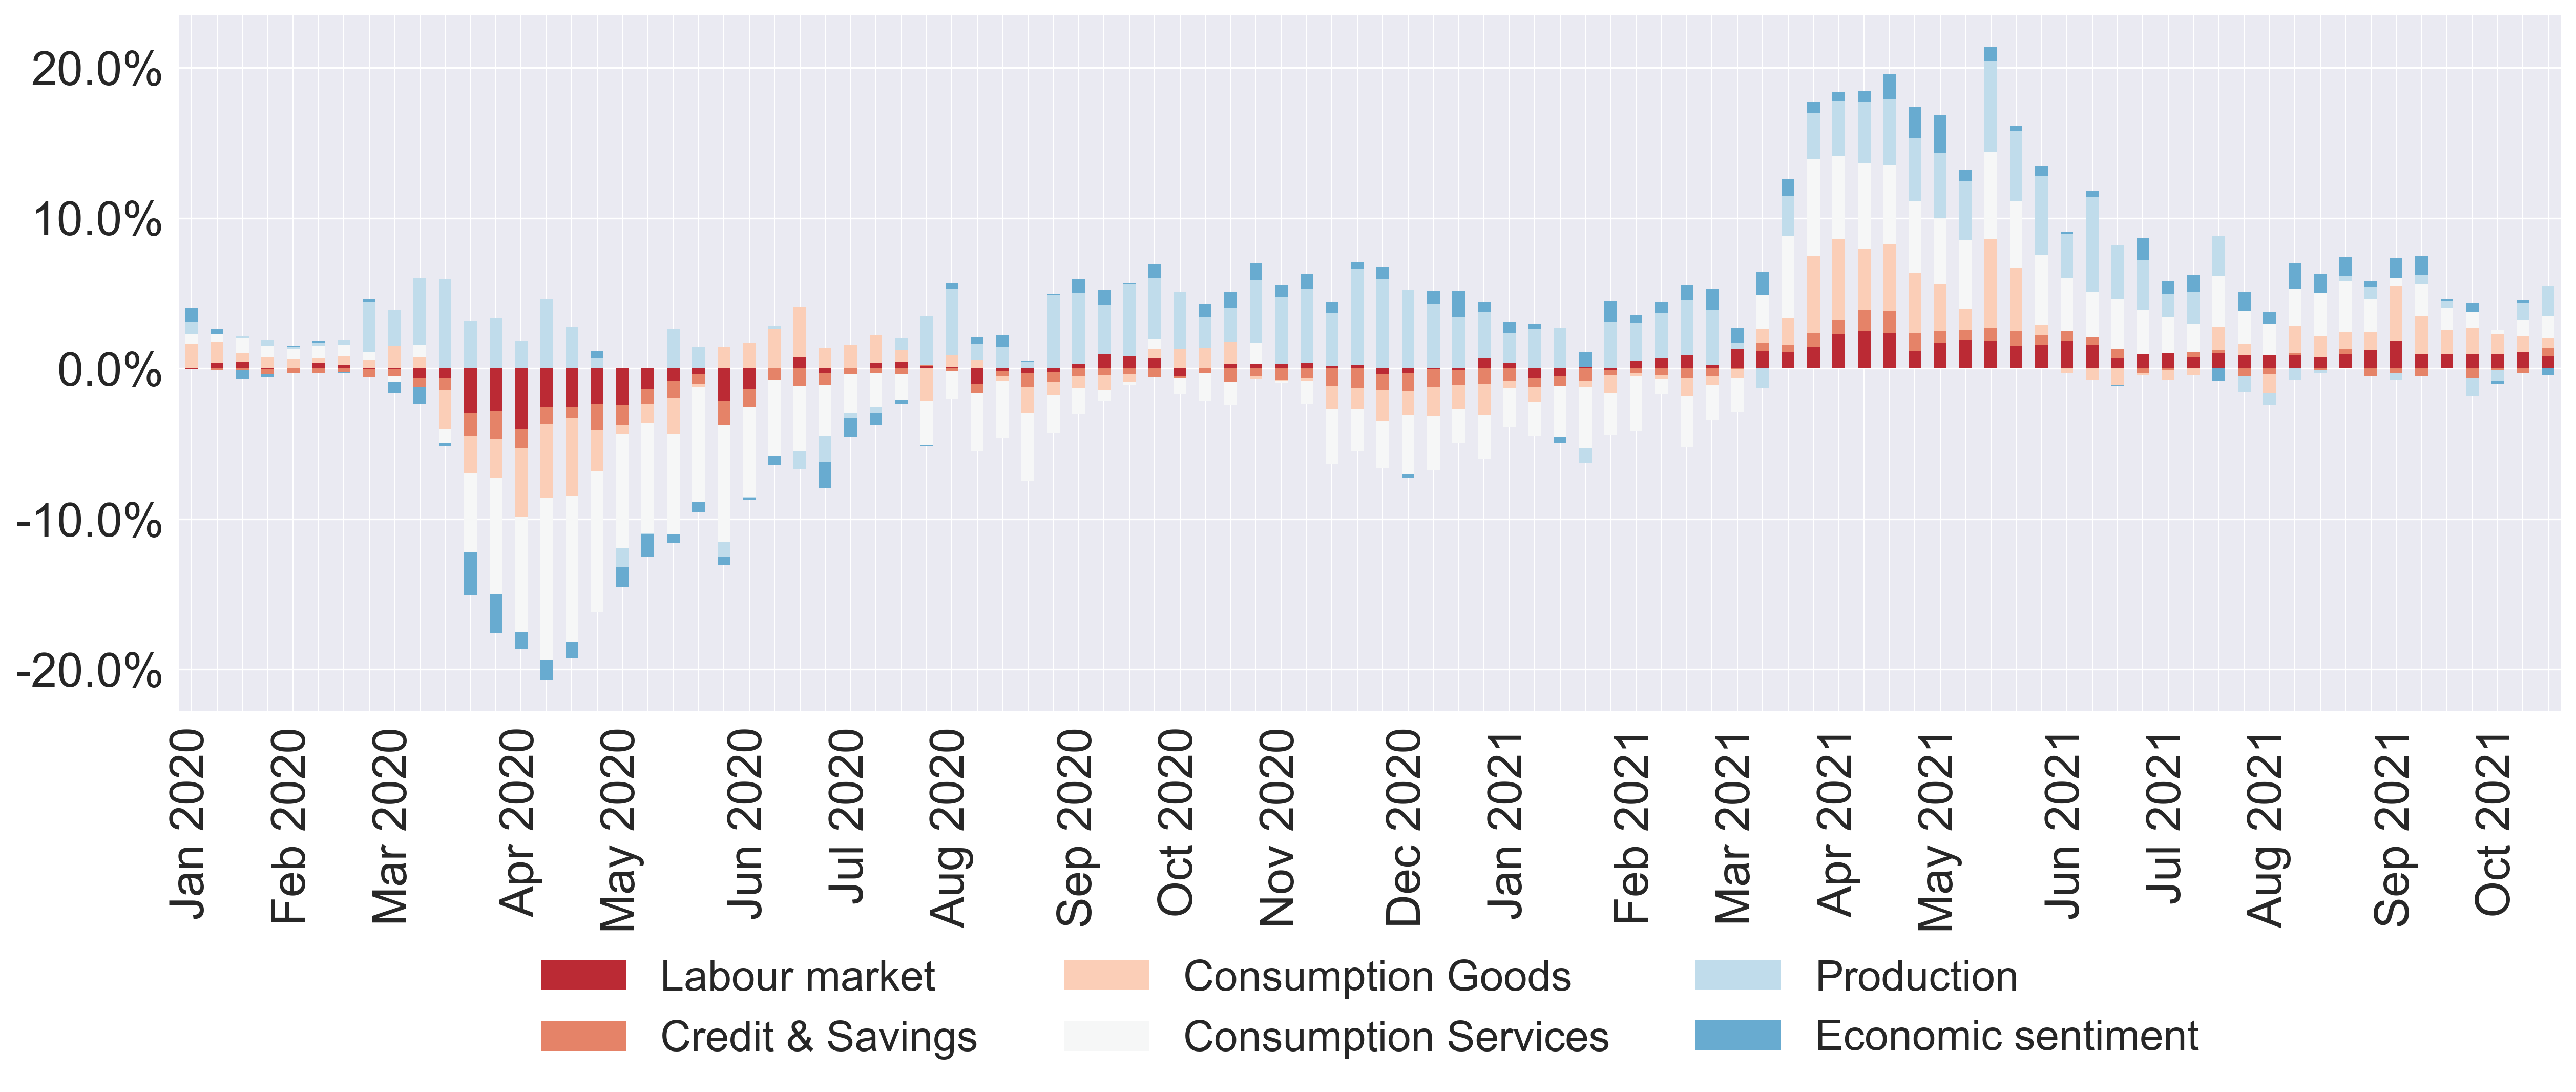 20.0%
10.0%
0.0%
-10.0%
-20.0%
Jan 2020
Feb 2020
Mar 2020
Apr 2020
May 2020
Jun 2020
Jul 2020
Aug 2020
Sep 2020
Oct 2020
Nov 2020
Dec 2020
Jan 2021
Feb 2021
Mar 2021
Apr 2021
May 2021
Jun 2021
Jul 2021
Aug 2021
Sep 2021
Oct 2021
Labour market
Consumption Goods
Production
Credit & Savings
Consumption Services
Economic sentiment